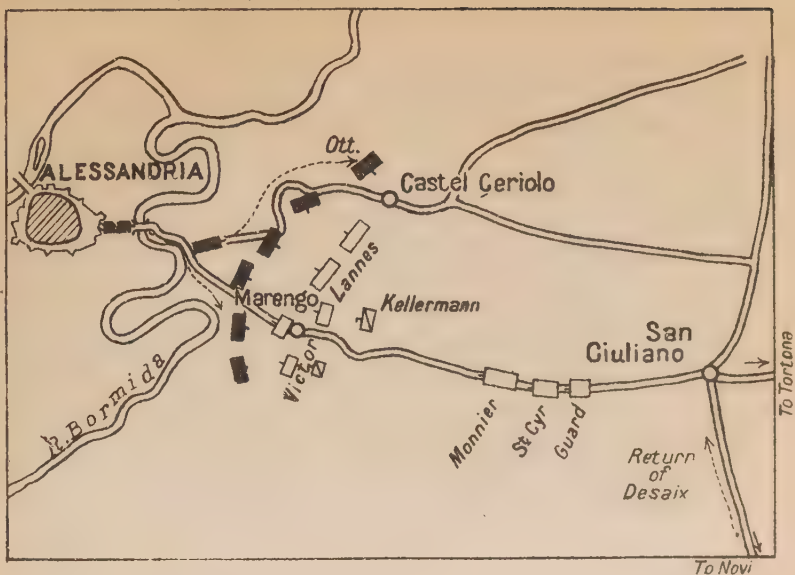 Ott.
ALESSANDRIA
Castel Ceriolo
Lannes
Marengo
Kellermann
Victor
San
Giuliano
R. Bormida
Monnier
St. Cyr
Guard
To Tortona
Return
of
Desaix
To Novi